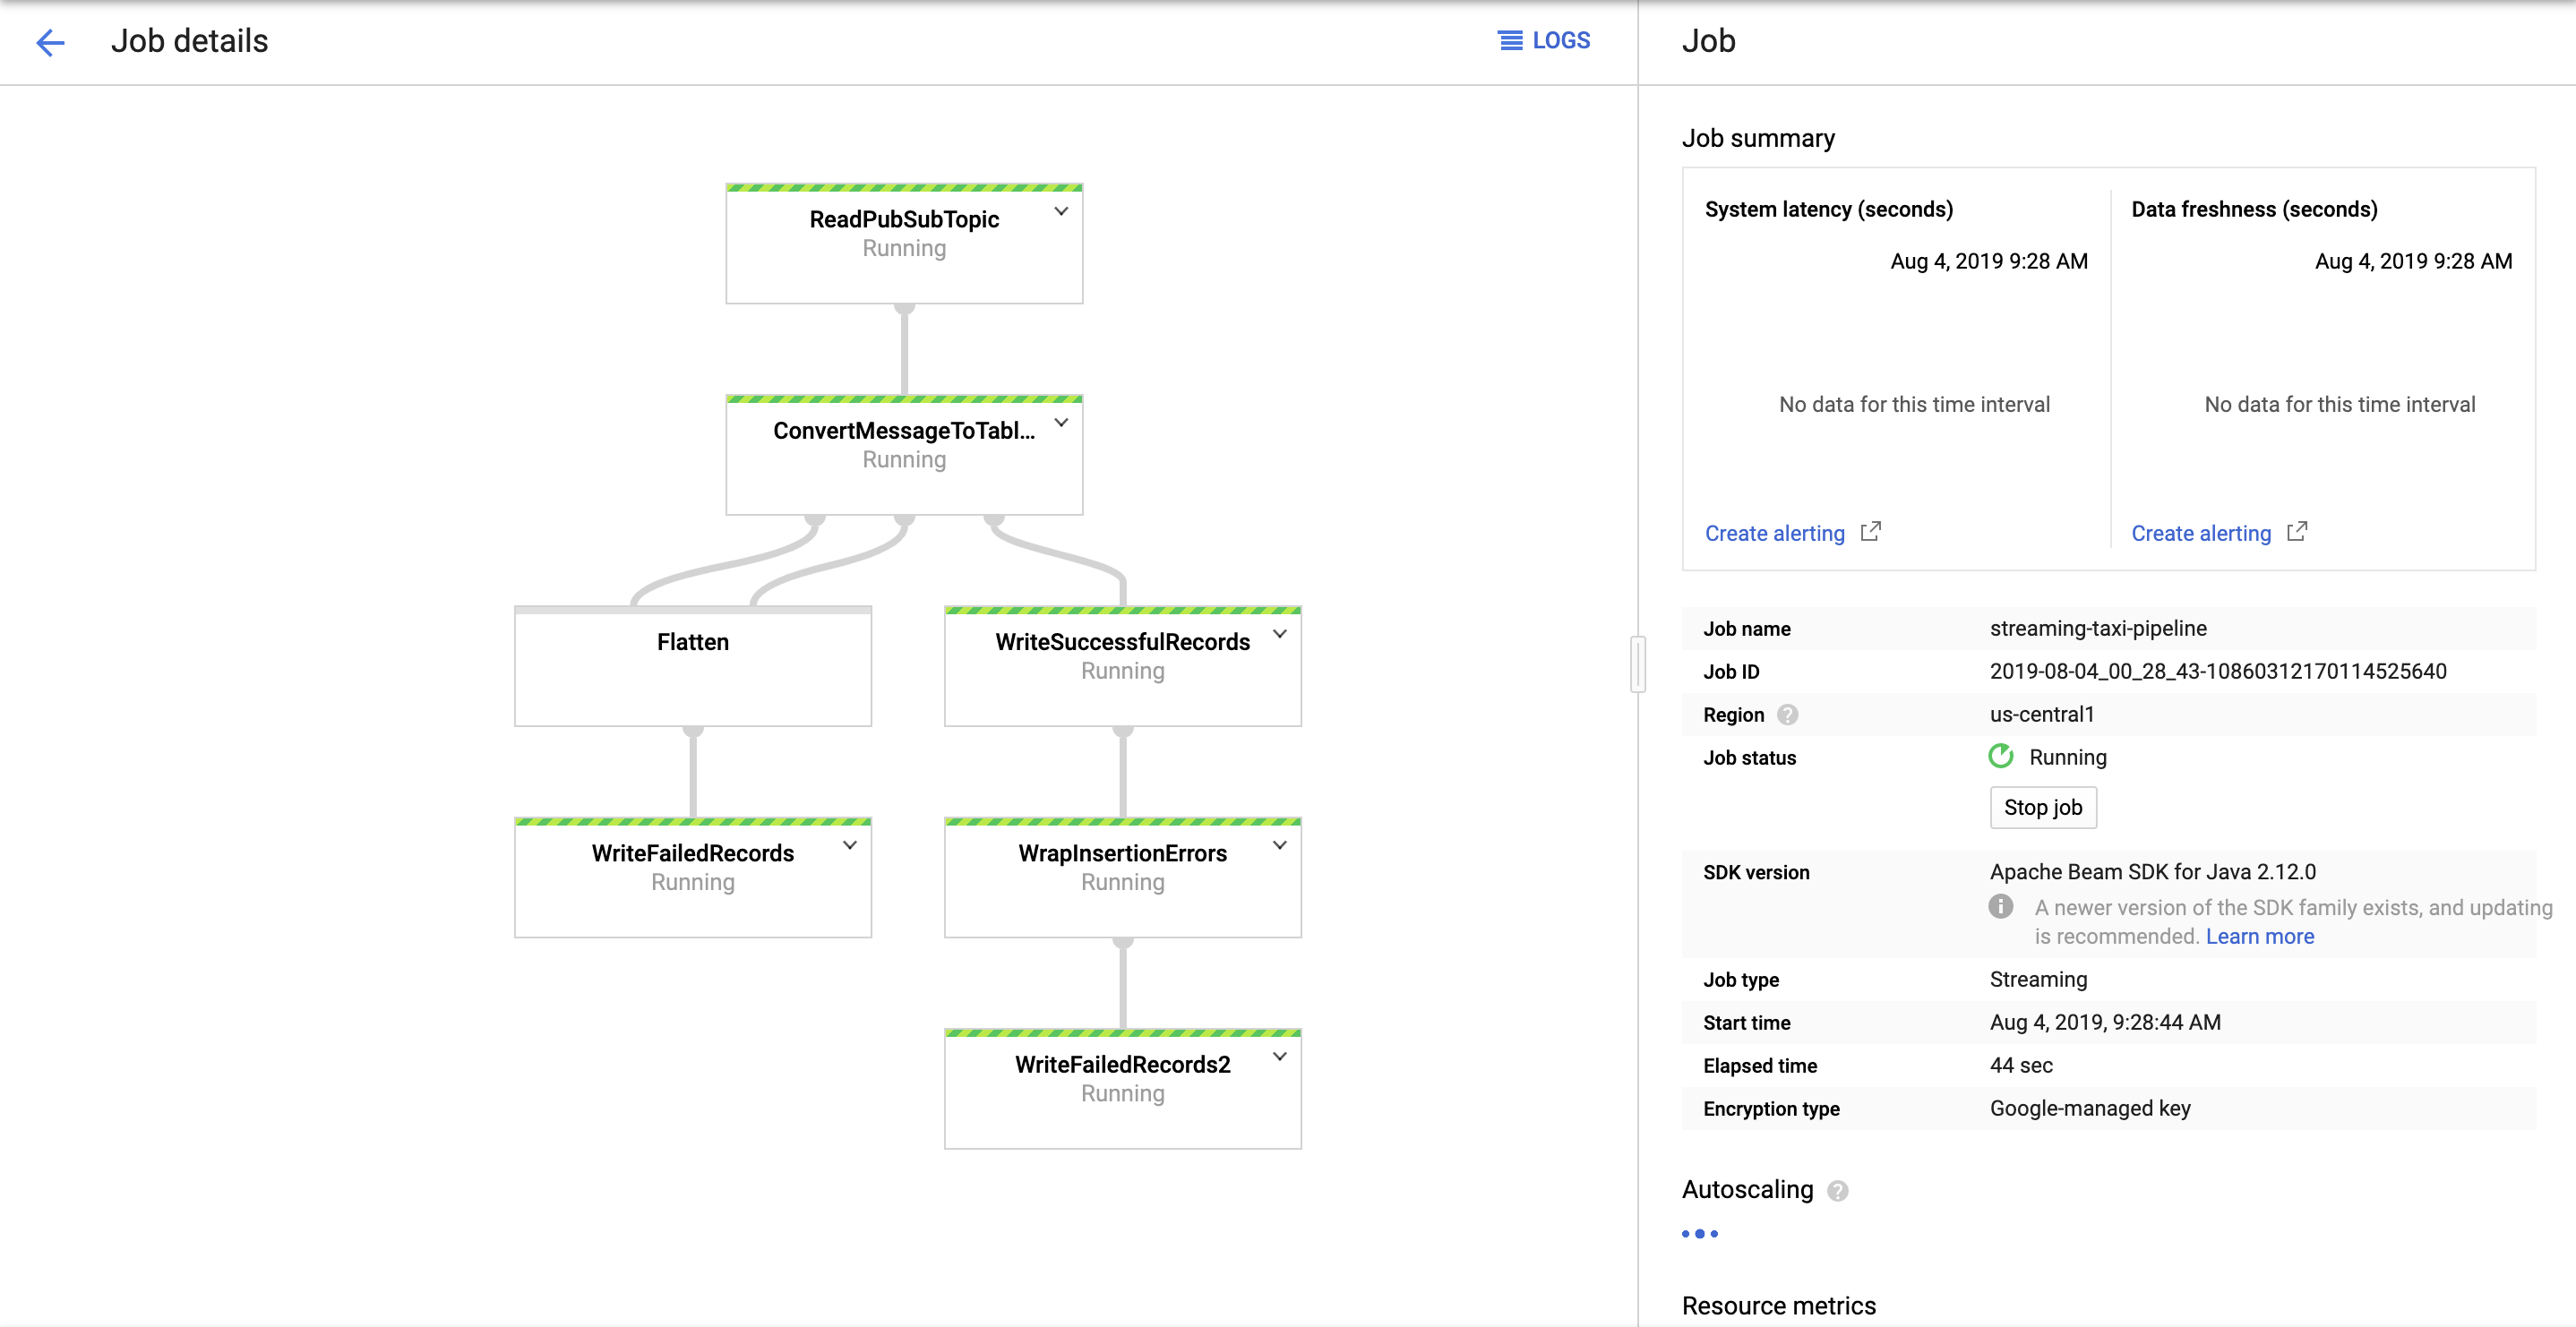 Job details
LOGS
ReadPubSubTopic
Running
ConvertMessageToTabl...
Running
Flatten
WriteSuccessfulRecords
Running
WriteFailedRecords
Running
WrapInsertionErrors
Running
WriteFailedRecords2
Running
Job
Job summary
System latency (seconds)
Aug 4, 2019 9:28 AM
No data for this time interval
Create alerting
Data freshness (seconds)
Aug 4, 2019 9:28 AM
No data for this time interval
Create alerting
Job name streaming-taxi-pipeline
Job ID 2019-08-04_00_28_43-10860312170114525640
Region ? us-central1
Job status Running
Stop job
SDK version Apache Beam SDK for Java 2.12.0
A newer version of the SDK family exists, and updating
is recommended. Learn more
Job type Streaming
Start time Aug 4, 2019, 9:28:44 AM
Elapsed time 44 sec
Encryption type Google-managed key
Autoscaling ?
Resource metrics